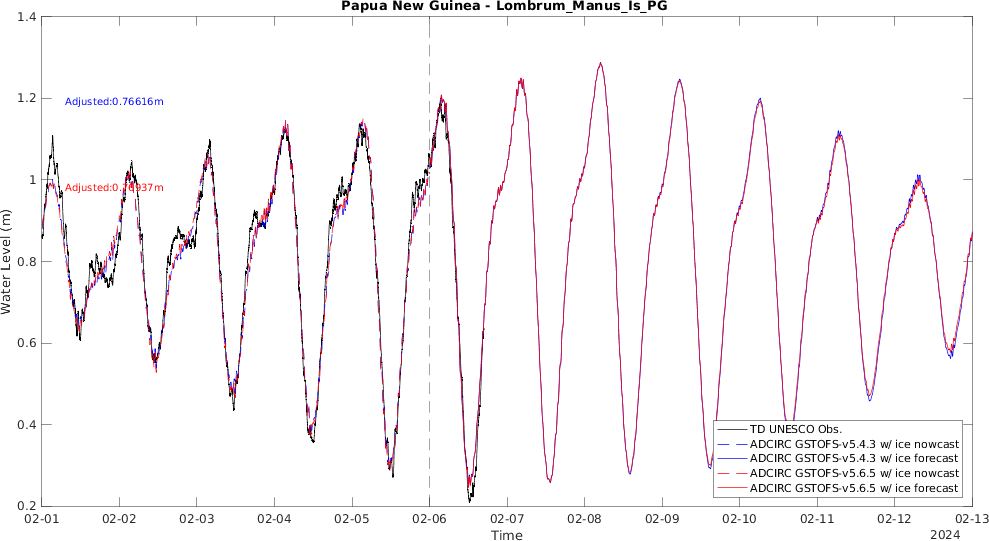 Papua New Guinea - Lombrum_Manus_Is_PG
1.4
1.2
1
0.8
0.6
0.4
0.2
Water Level (m)
Adjusted:0.76616m
Adjusted:0.76937m
TD UNESCO Obs.
ADCIRC GSTOFS-v5.4.3 w/ ice nowcast
ADCIRC GSTOFS-v5.4.3 w/ ice forecast
ADCIRC GSTOFS-v5.6.5 w/ ice nowcast
ADCIRC GSTOFS-v5.6.5 w/ ice forecast
02-01 02-02 02-03 02-04 02-05 02-06 02-07 02-08 02-09 02-10 02-11 02-12 02-13
Time
2024